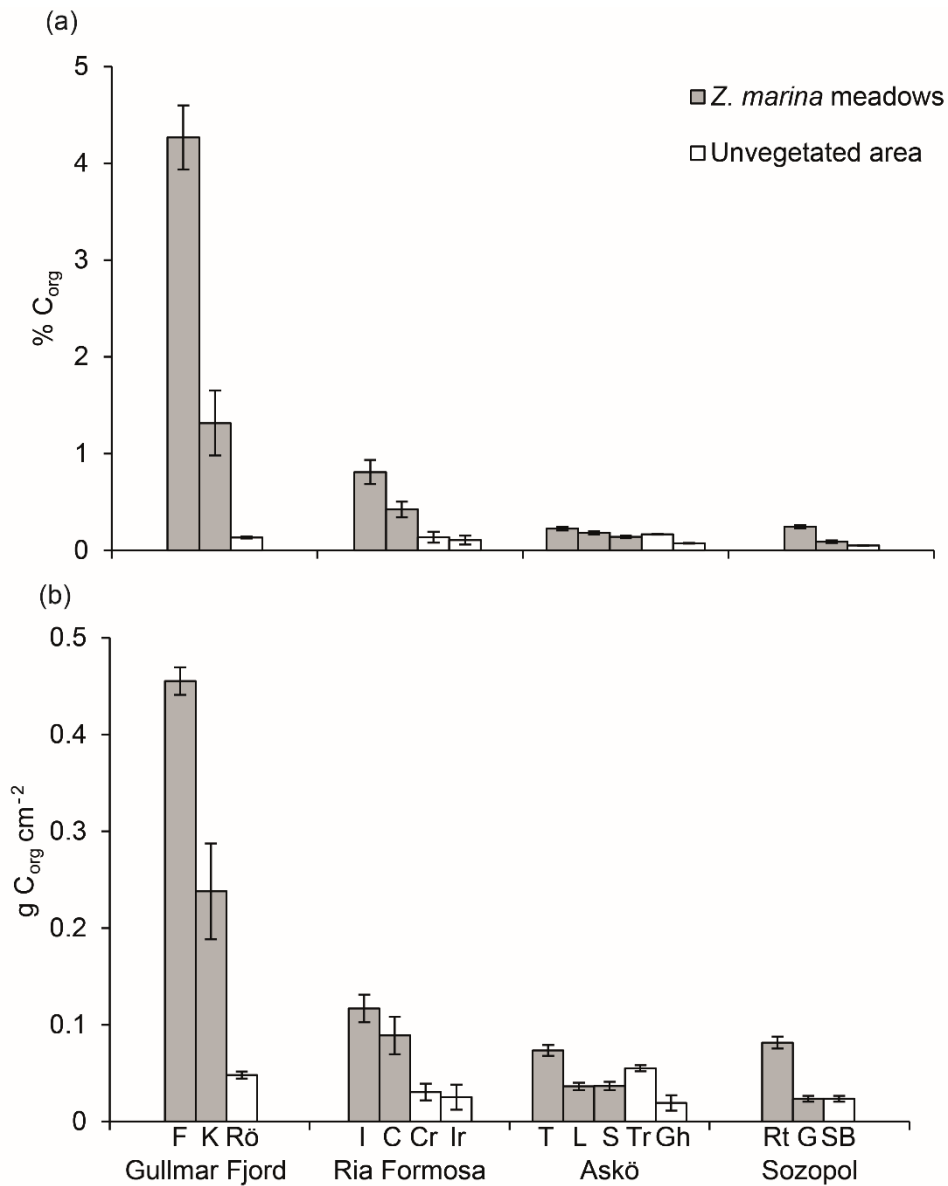 (a)
5
4
3
2
1
0
% Corg
Z. marina meadows
Unvegetated area
(b)
0.5
0.4
0.3
0.2
0.1
0
g Corg cm-2
F K Rö I C Cr Ir T L S Tr Gh Rt G SB
Gullmar Fjord Ria Formosa Askö Sozopol